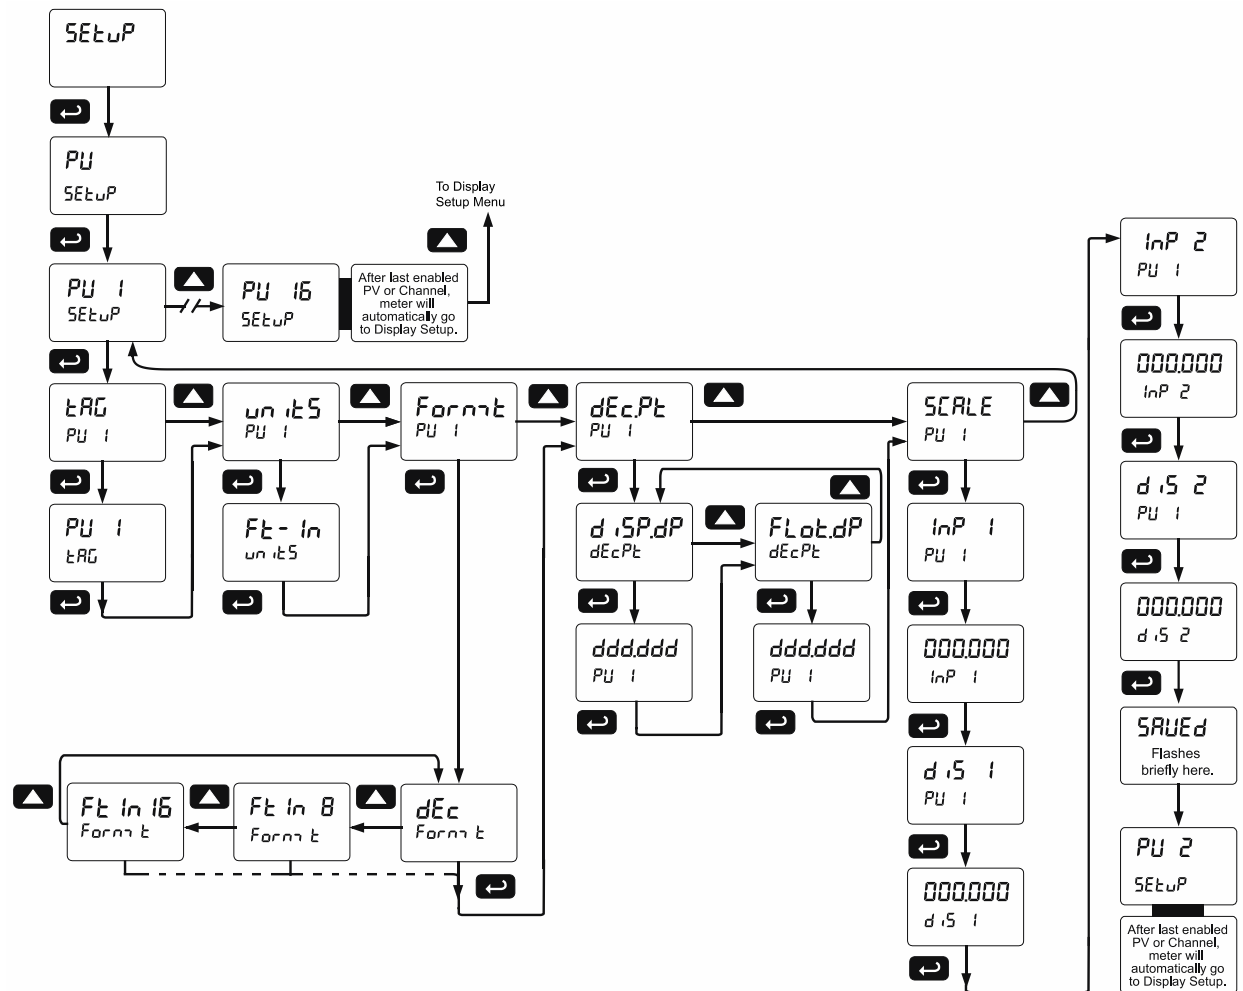 SEtuP
PU
SEtuP
To Display
Setup Menu
PU 1
SEtuP
PU 16
SEtuP
After last enabled
PV or Channel,
meter will
automatically go
to Display Setup.
tAG
PU 1
unitS
PU 1
Formt
PU 1
dEc.Pt
PU 1
SCALE
PU 1
PU 1
tAG
Ft-In
unitS
diSP.dP
dEcPt
FLot.dP
dEcPt
InP 1
PU 1
ddd.ddd
PU 1
ddd.ddd
PU 1
000.000
InP 1
Ft In 16
Formt
Ft In 8
Formt
dEc
Formt
diS 1
PU 1
000.000
diS 1
InP 2
PU 1
000.000
InP 2
diS 2
PU 1
000.000
diS 2
SAVEd
Flashes
briefly here.
PU 2
SEtuP
After last enabled
PV or Channel,
meter will
automatically go
to Display Setup.